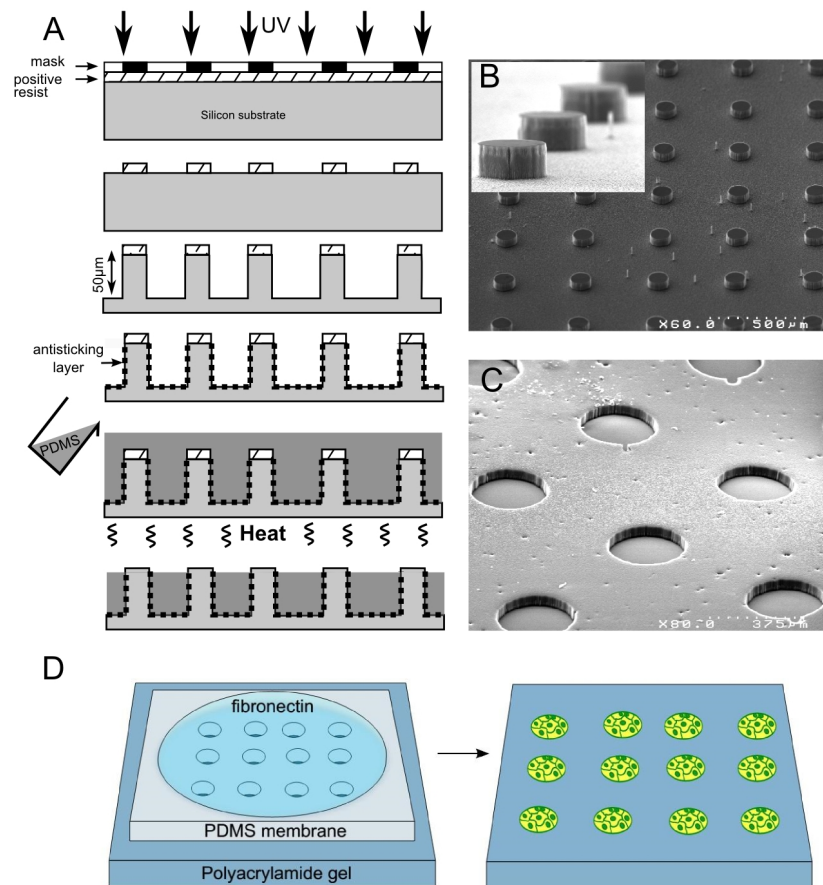 A
UV
mask
positive
resist
Silicon substrate
50µm
antisticking
layer
PDMS
Heat
B
X60.0 500µm
C
X80.0 375µm
D
fibronectin
PDMS membrane
Polyacrylamide gel